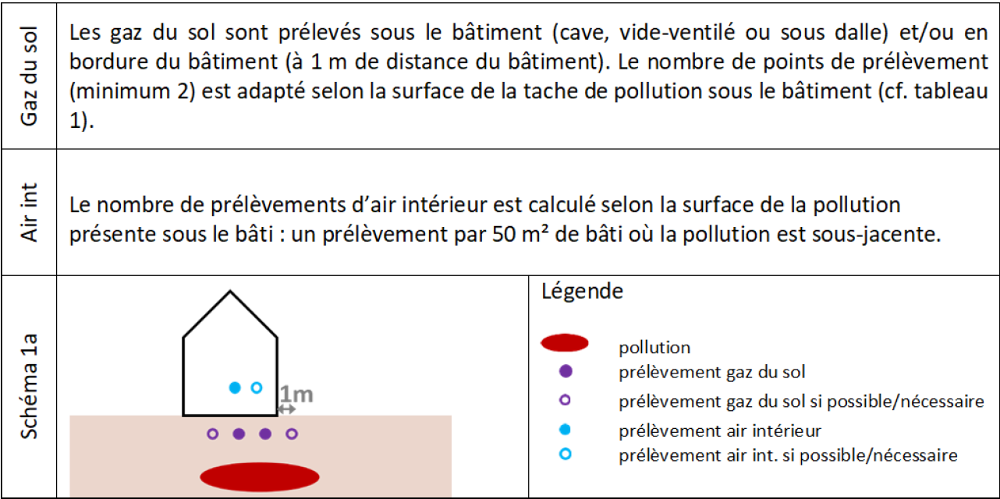 Gaz du sol
Les gaz du sol sont prélevés sous le bâtiment (cave, vide-ventilé ou sous dalle) et/ou en
bordure du bâtiment (à 1 m de distance du bâtiment). Le nombre de points de prélèvement
(minimum 2) est adapté selon la surface de la tache de pollution sous le bâtiment (cf. tableau
1).
Air int
Le nombre de prélèvements d’air intérieur est calculé selon la surface de la pollution
présente sous le bâti : un prélèvement par 50 m² de bâti où la pollution est sous-jacente.
Schéma 1a
1m
Légende
pollution
prélèvement gaz du sol
prélèvement gaz du sol si possible/nécessaire
prélèvement air intérieur
prélèvement air int. si possible/nécessaire